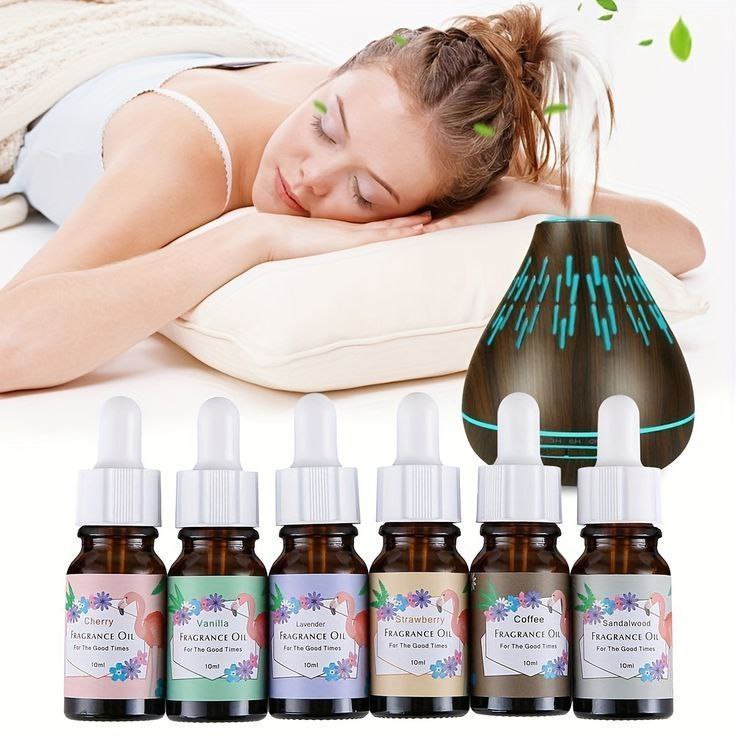 3H 6H
Cherry
FRAGRANCE OIL
For The Good Times
10ml
Vanilla
FRAGRANCE OIL
For The Good Times
10ml
Lavender
FRAGRANCE OIL
For The Good Times
10ml
Strawberry
FRAGRANCE OIL
For The Good Times
10ml
Coffee
FRAGRANCE OIL
For The Good Times
10ml
Sandalwood
FRAGRANCE OIL
For The Good Times
10ml